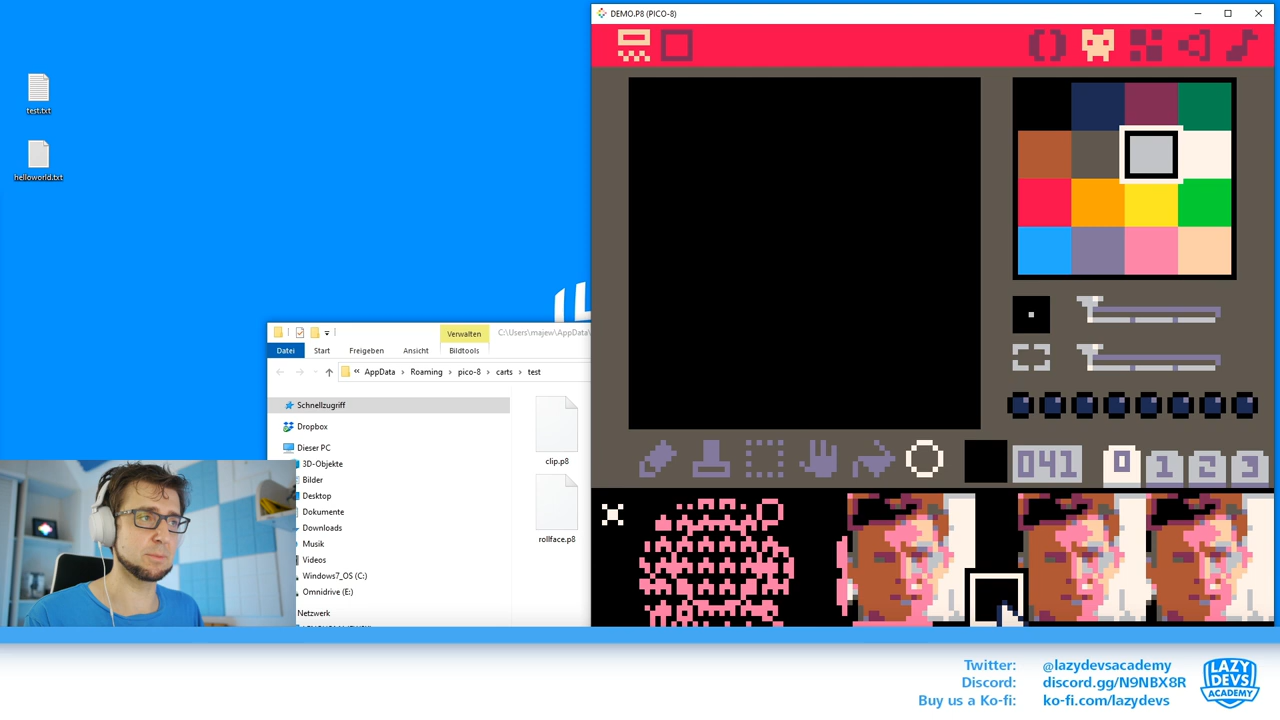 test.txt
helloworld.txt
DEMO.P8 (PICO-8)
041
0
1
2
3
Verwalten
C:\Users\majew\AppData\
Datei
Start
Freigeben
Ansicht
Bildtools
« AppData > Roaming > pico-8 > carts > test
Schnellzugriff
Dropbox
Dieser PC
3D-Objekte
Bilder
Desktop
Dokumente
Downloads
Musik
Videos
Windows7_OS (C:)
Omnidrive (E:)
Netzwerk
clip.p8
rollface.p8
Twitter: @lazydevsacademy
Discord: discord.gg/N9NBX8R
Buy us a Ko-fi: ko-fi.com/lazydevs
LAZY
DEVS
ACADEMY